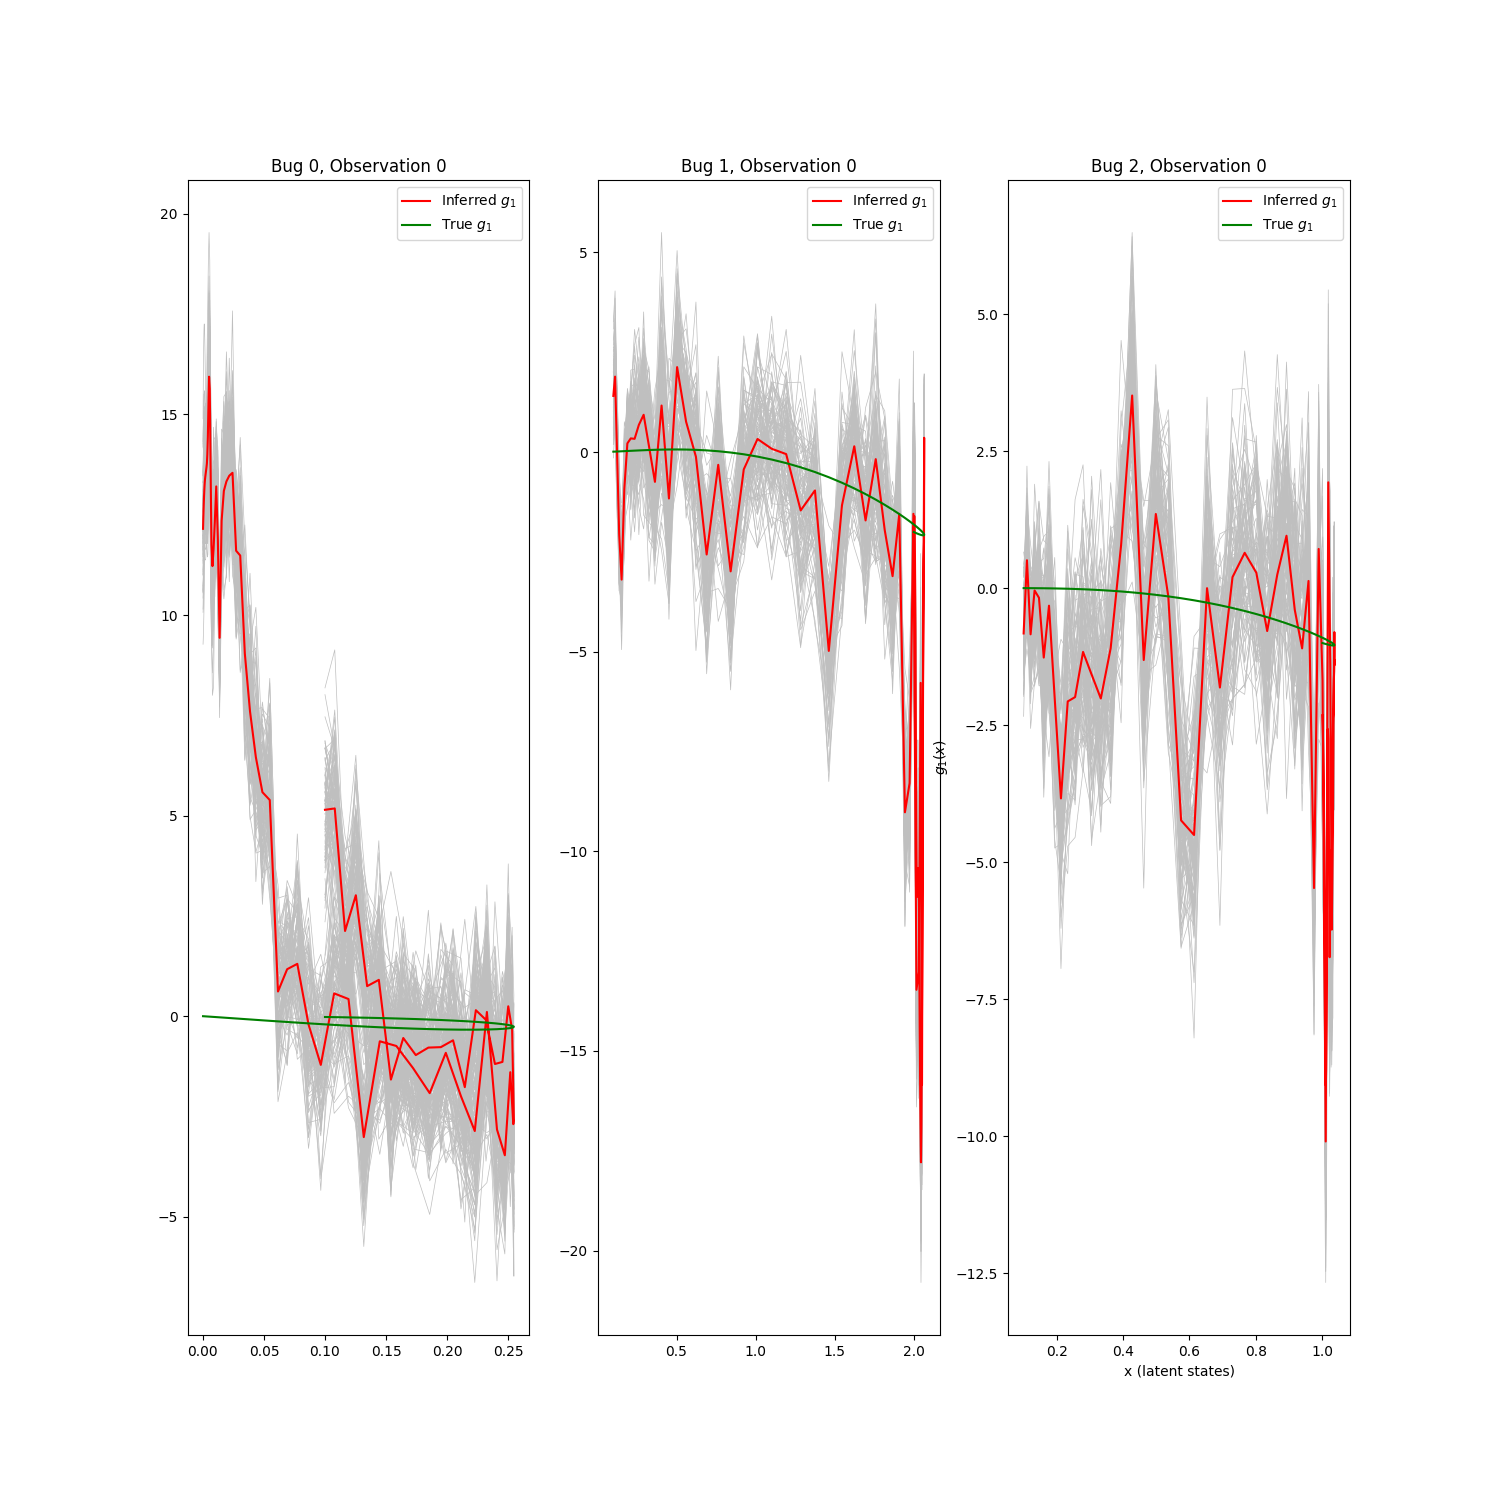 Bug 0, Observation 0
Inferred g₁
True g₁
20
15
10
5
0
−5
0.00 0.05 0.10 0.15 0.20 0.25
Bug 1, Observation 0
Inferred g₁
True g₁
5
0
−5
−10
−15
−20
0.5 1.0 1.5 2.0
Bug 2, Observation 0
Inferred g₁
True g₁
g₁(x)
5.0
2.5
0.0
−2.5
−5.0
−7.5
−10.0
−12.5
0.2 0.4 0.6 0.8 1.0
x (latent states)